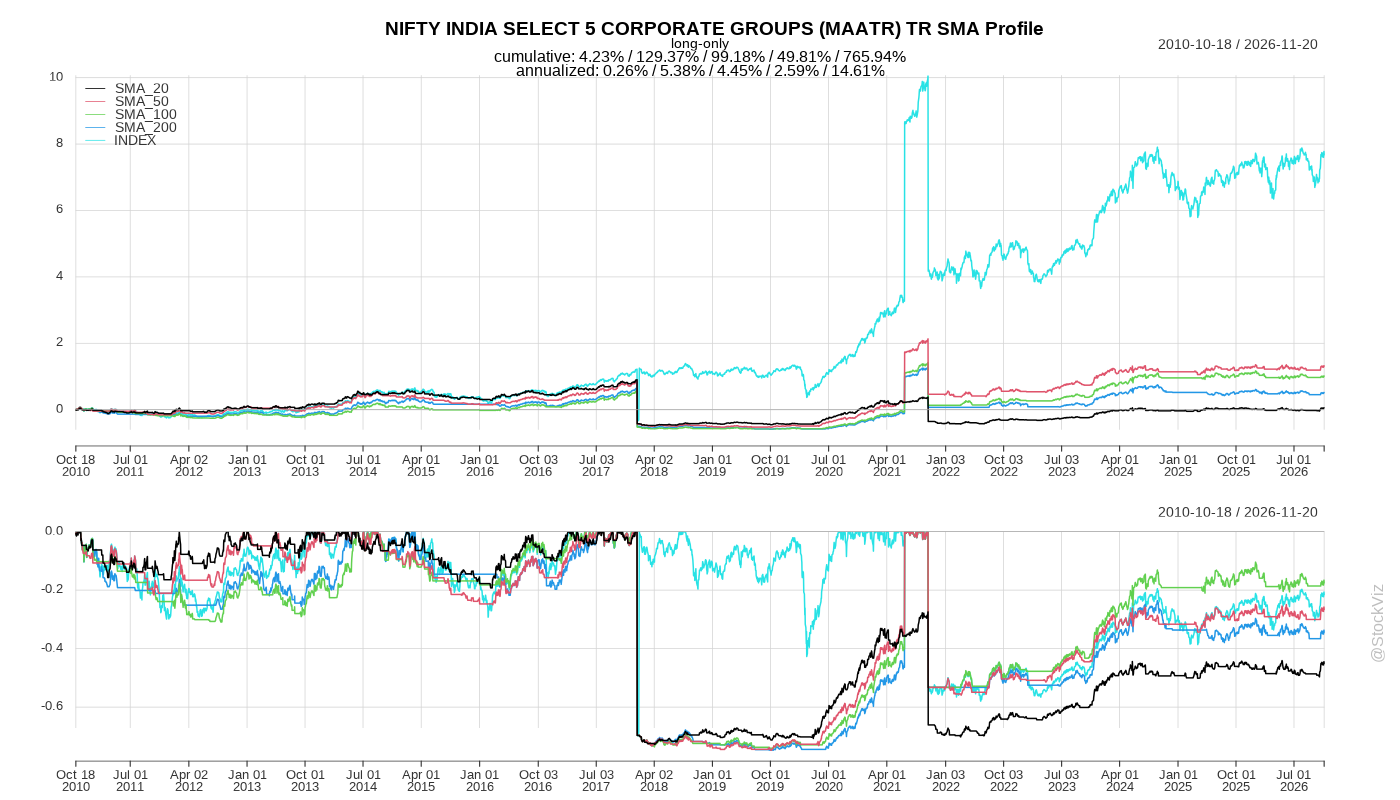 NIFTY INDIA SELECT 5 CORPORATE GROUPS (MAATR) TR SMA Profile
long-only
cumulative: 4.23% / 129.37% / 99.18% / 49.81% / 765.94%
annualized: 0.26% / 5.38% / 4.45% / 2.59% / 14.61%
2010-10-18 / 2026-11-20
SMA_20
SMA_50
SMA_100
SMA_200
INDEX
10
8
6
4
2
0
Oct 18 Jul 01 Apr 02 Jan 01 Oct 01 Jul 01 Apr 01 Jan 01 Oct 03 Jul 03 Apr 02 Jan 01 Oct 01 Jul 01 Apr 01 Jan 03 Oct 03 Jul 03 Apr 01 Jan 01 Oct 01 Jul 01
2010 2011 2012 2013 2013 2014 2015 2016 2016 2017 2018 2019 2019 2020 2021 2022 2022 2023 2024 2025 2025 2026
2010-10-18 / 2026-11-20
0.0
-0.2
-0.4
-0.6
Oct 18 Jul 01 Apr 02 Jan 01 Oct 01 Jul 01 Apr 01 Jan 01 Oct 03 Jul 03 Apr 02 Jan 01 Oct 01 Jul 01 Apr 01 Jan 03 Oct 03 Jul 03 Apr 01 Jan 01 Oct 01 Jul 01
2010 2011 2012 2013 2013 2014 2015 2016 2016 2017 2018 2019 2019 2020 2021 2022 2022 2023 2024 2025 2025 2026
@StockViz